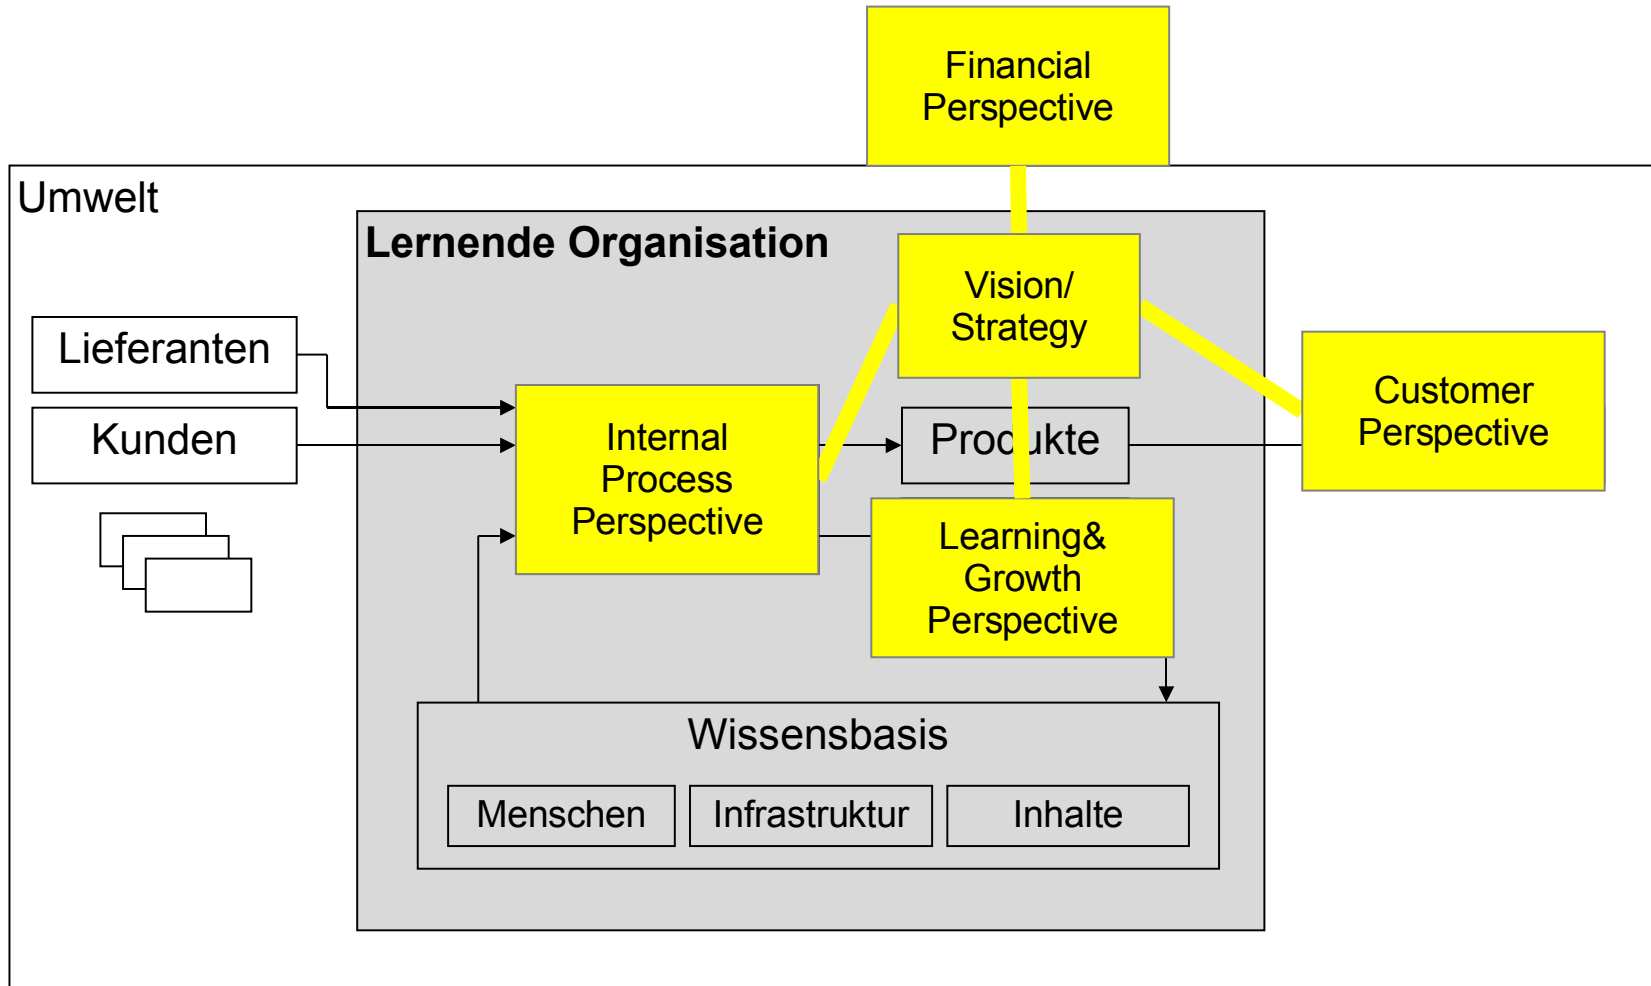 Financial
Perspective
Umwelt
Lernende Organisation
Vision/
Strategy
Lieferanten
Kunden
Internal
Process
Perspective
Produkte
Customer
Perspective
Learning&
Growth
Perspective
Wissensbasis
Menschen
Infrastruktur
Inhalte